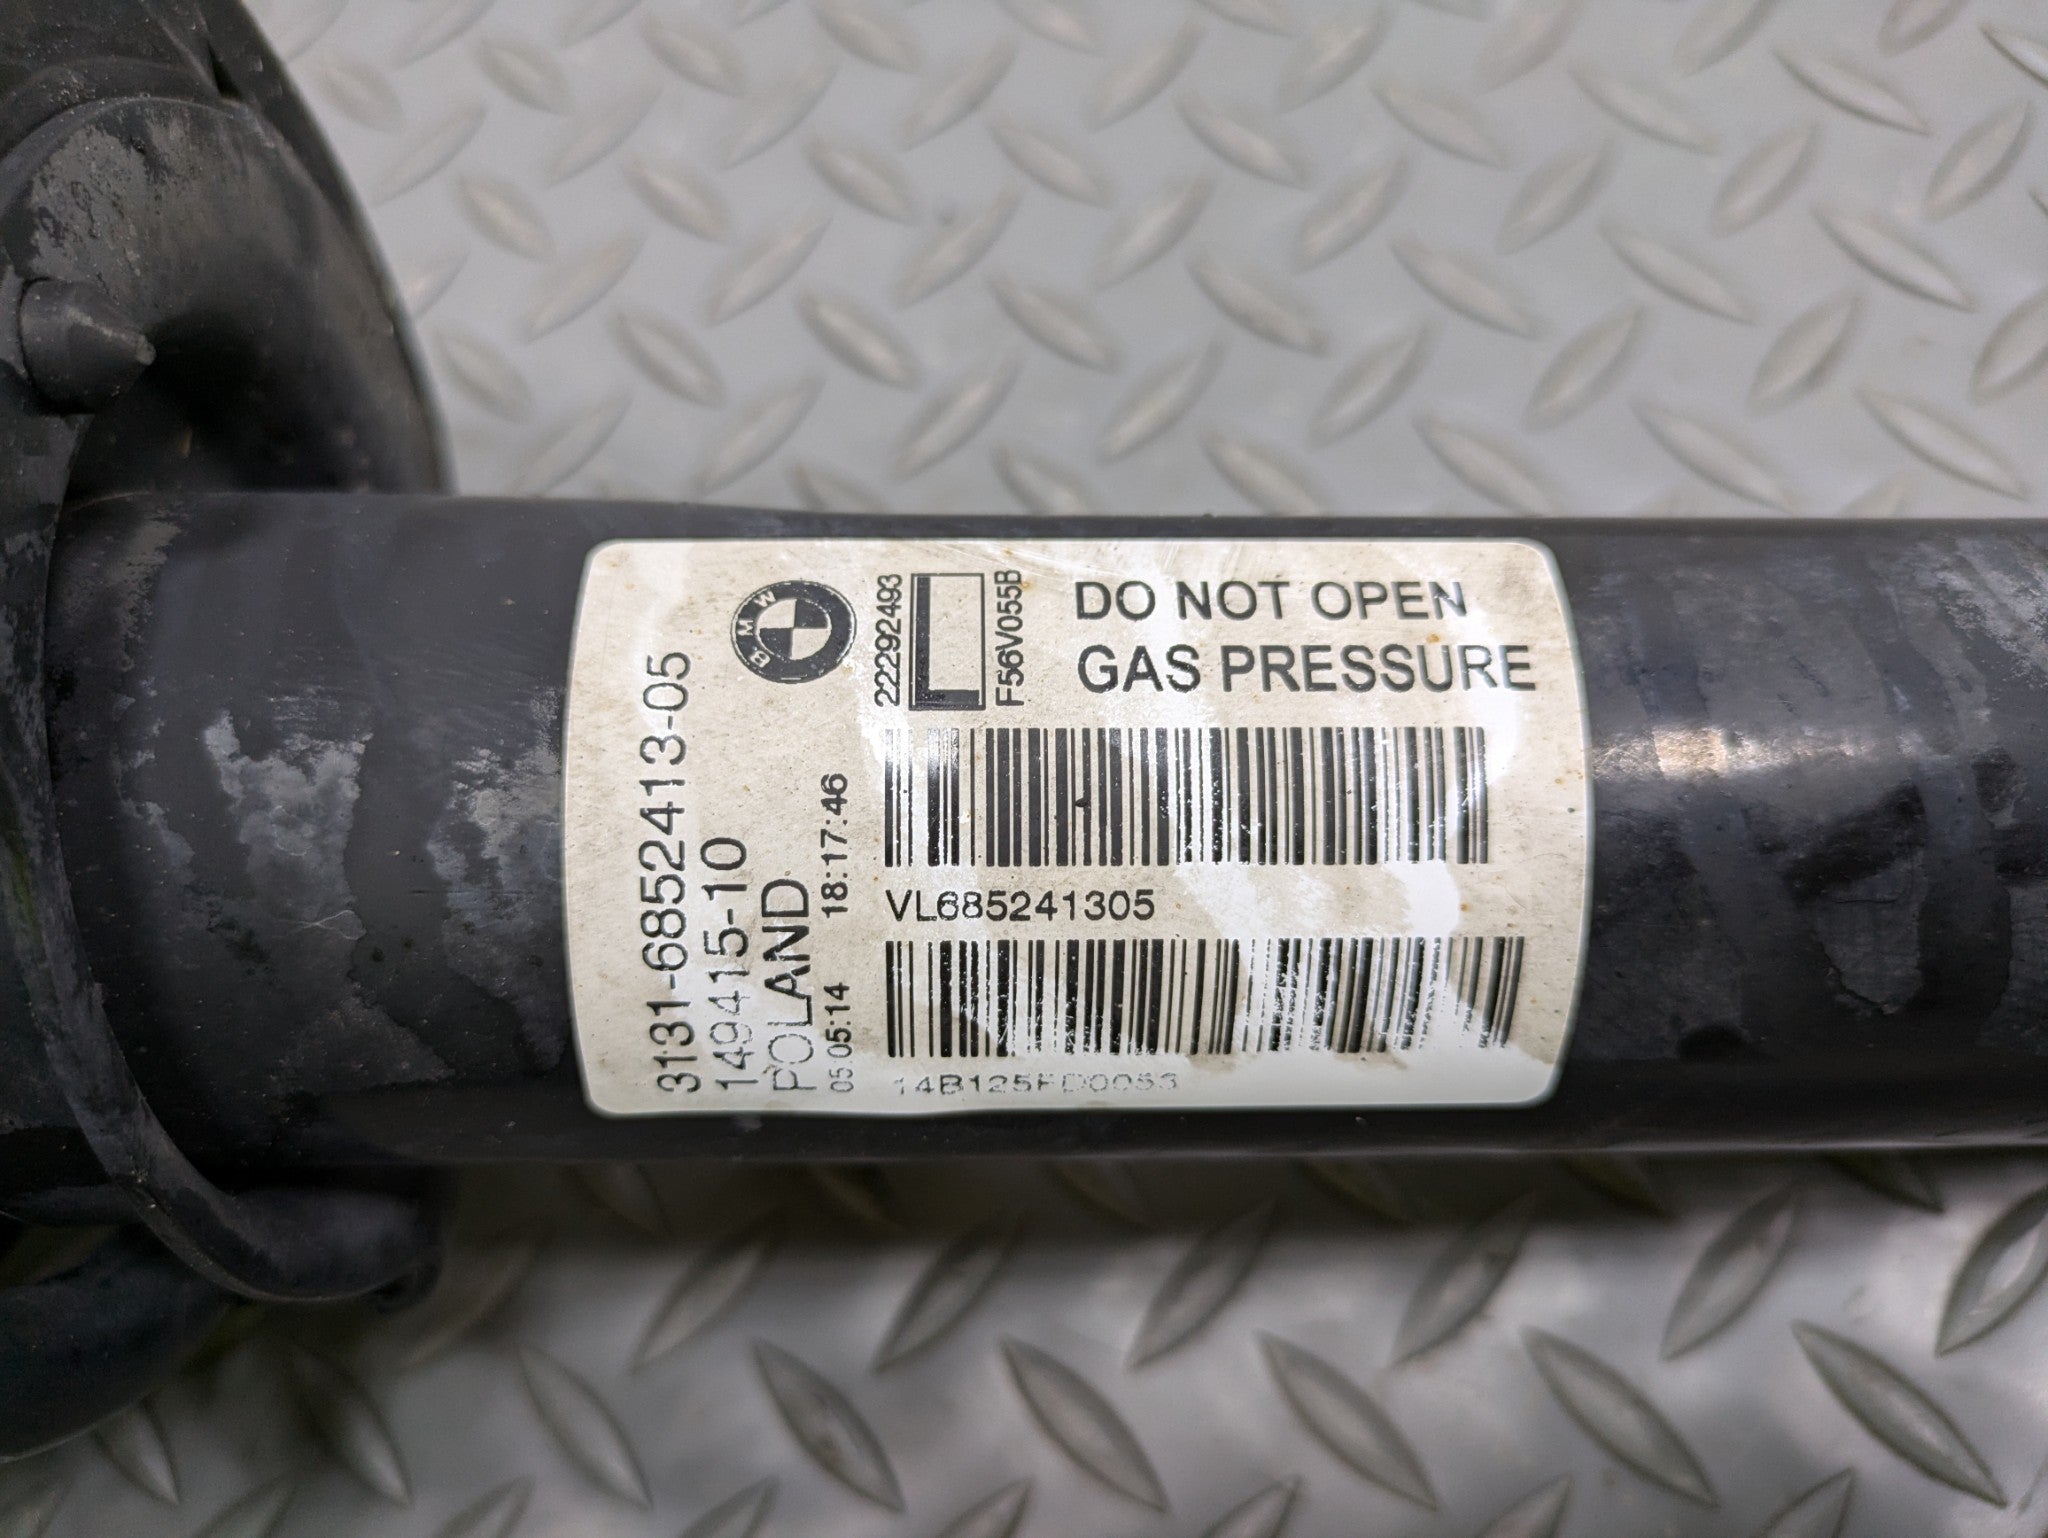 3131-6852413-05
149415-10
POLAND
05 05:14 18:17:46
BMW
22292493
L
F56V055B
DO NOT OPEN
GAS PRESSURE
VL685241305
14B125FD0053